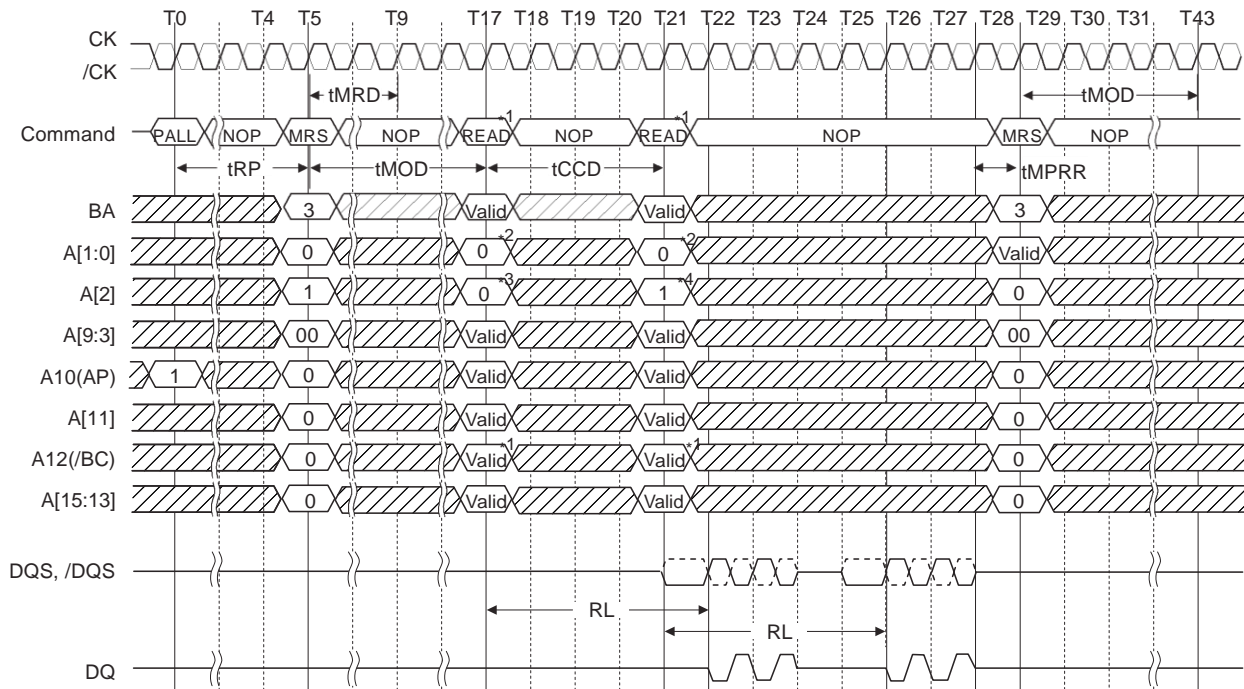 T0 T4 T5 T9 T17 T18 T19 T20 T21 T22 T23 T24 T25 T26 T27 T28 T29 T30 T31 T43
CK
/CK
tMRD tMOD
Command PALL NOP MRS NOP READ*1 NOP READ*1 NOP MRS NOP
tRP tMOD tCCD tMPRR
BA 3 Valid Valid 3
A[1:0] 0 0*2 0*2 Valid
A[2] 1 0*3 1*4 0
A[9:3] 00 Valid Valid 00
A10(AP) 1 0 Valid Valid 0
A[11] 0 Valid Valid 0
A12(/BC) 0 Valid*1 Valid*1 0
A[15:13] 0 Valid Valid 0
DQS, /DQS
RL
RL
DQ